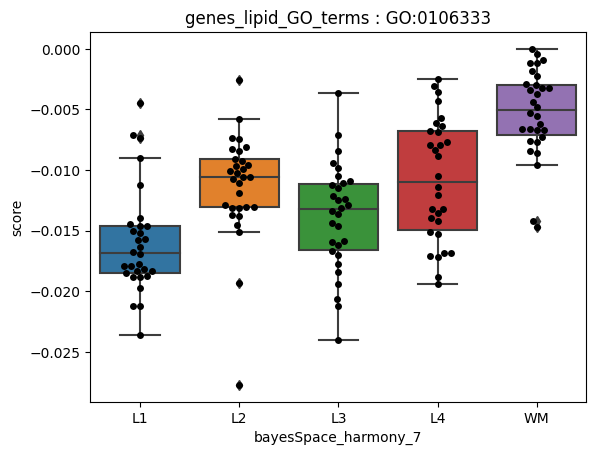 genes_lipid_GO_terms : GO:0106333
0.000
−0.005
−0.010
−0.015
−0.020
−0.025
score
L1 L2 L3 L4 WM
bayesSpace_harmony_7